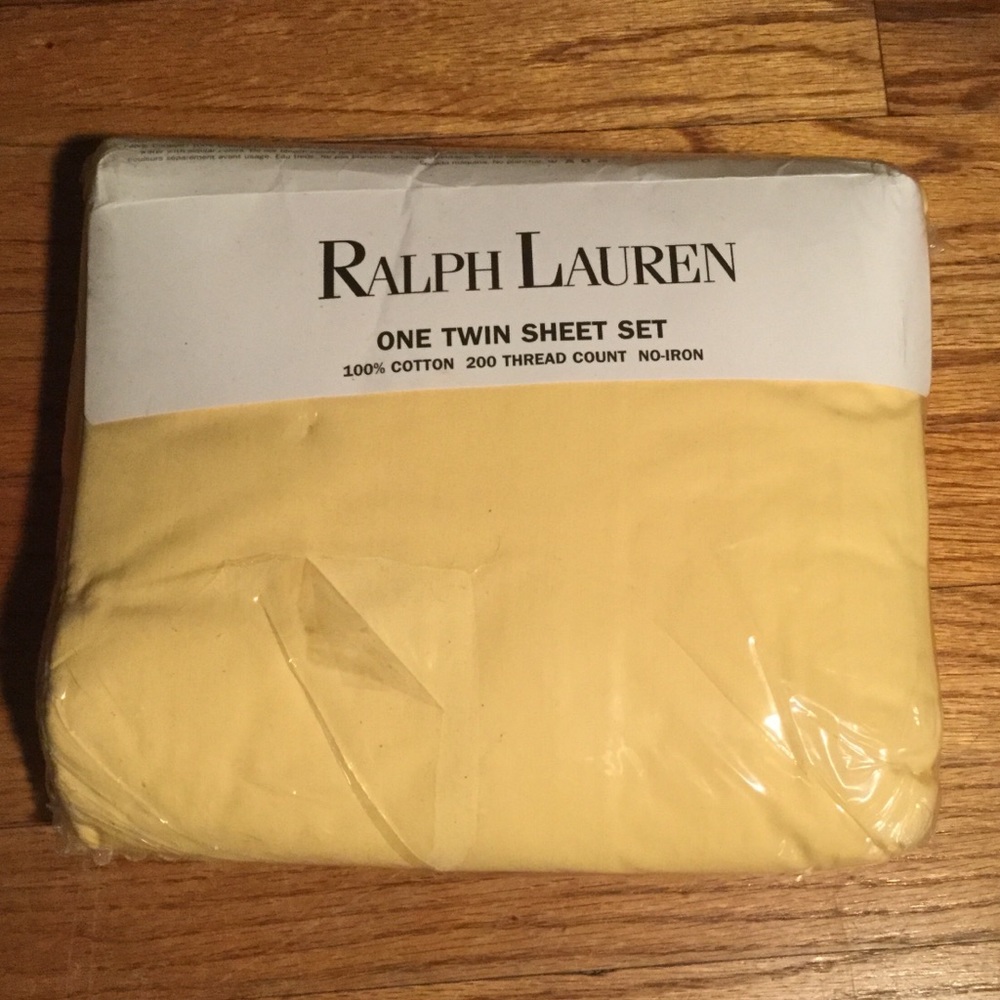 RALPH LAUREN
ONE TWIN SHEET SET
100% COTTON 200 THREAD COUNT NO-IRON